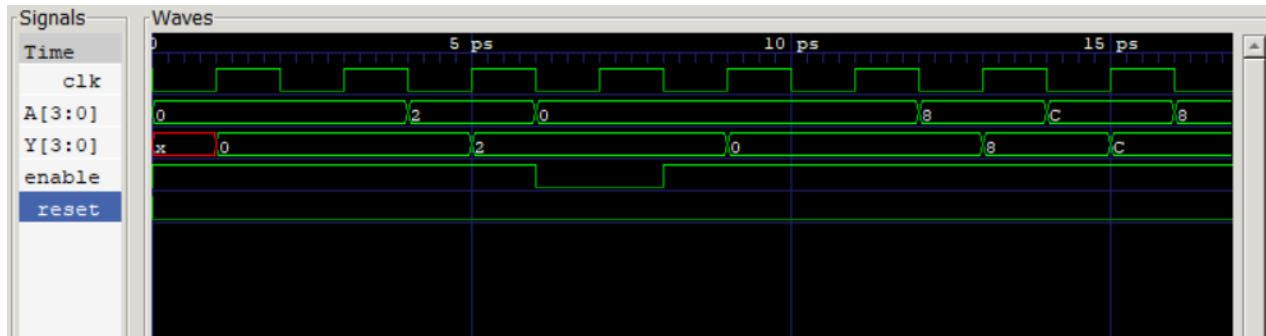 Signals Waves
Time 0 5 ps 10 ps 15 ps
clk
A[3:0] 0 2 0 8 C 8
Y[3:0] x 0 2 0 8 C
enable
reset